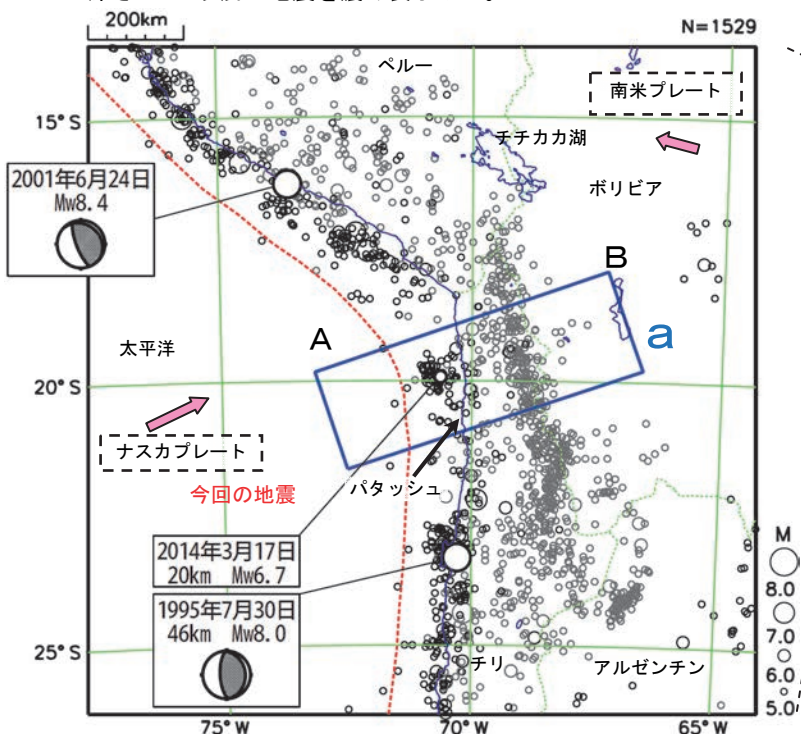 200km
N=1529
ペルー
南米プレート
15°S
チチカカ湖
2001年6月24日
Mw8.4
ボリビア
B
A
a
太平洋
20°S
ナスカプレート
パタッシュ
今回の地震
2014年3月17日
20km Mw6.7
M
8.0
1995年7月30日
46km Mw8.0
7.0
25°S
チリ
アルゼンチン
6.0
5.0
75°W
70°W
65°W